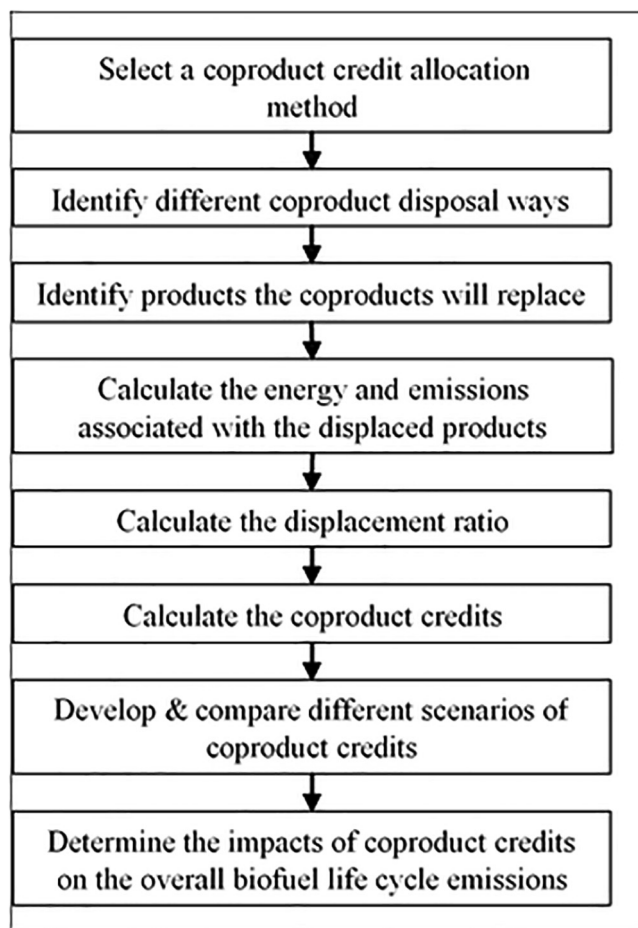 Select a coproduct credit allocation
method
Identify different coproduct disposal ways
Identify products the coproducts will replace
Calculate the energy and emissions
associated with the displaced products
Calculate the displacement ratio
Calculate the coproduct credits
Develop & compare different scenarios of
coproduct credits
Determine the impacts of coproduct credits
on the overall biofuel life cycle emissions